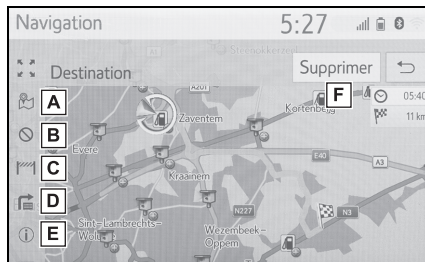 Navigation 5:27
Steenokkerzeel
Destination Supprimer
A201
A F 05:40
Zaventem Kortenberg
11 km
B
Evere
C E40
A3
Kraainem
D
N227 N3
Sint-Lambrechts-
Wezembeek-
E Oppem